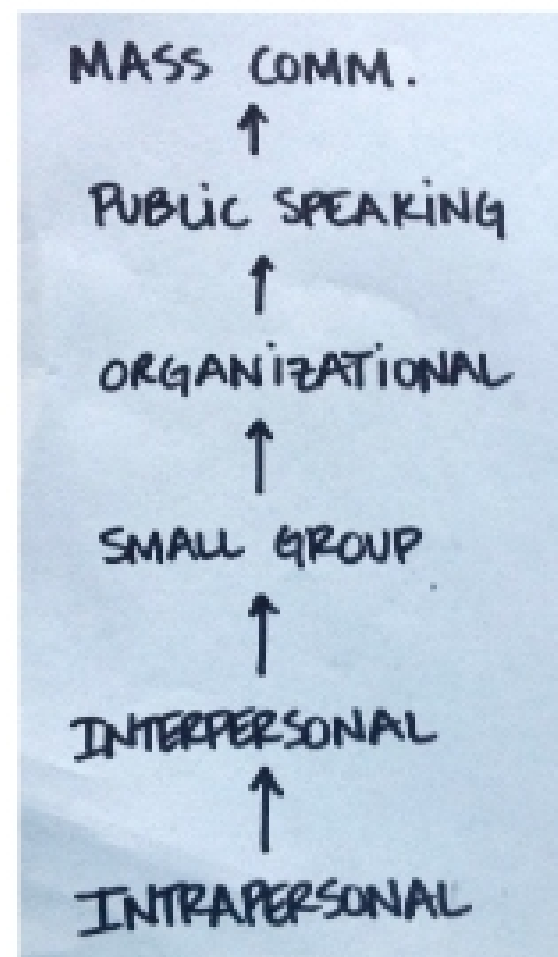 MASS COMM.
PUBLIC SPEAKING
ORGANIZATIONAL
SMALL GROUP
INTERPERSONAL
INTRAPERSONAL